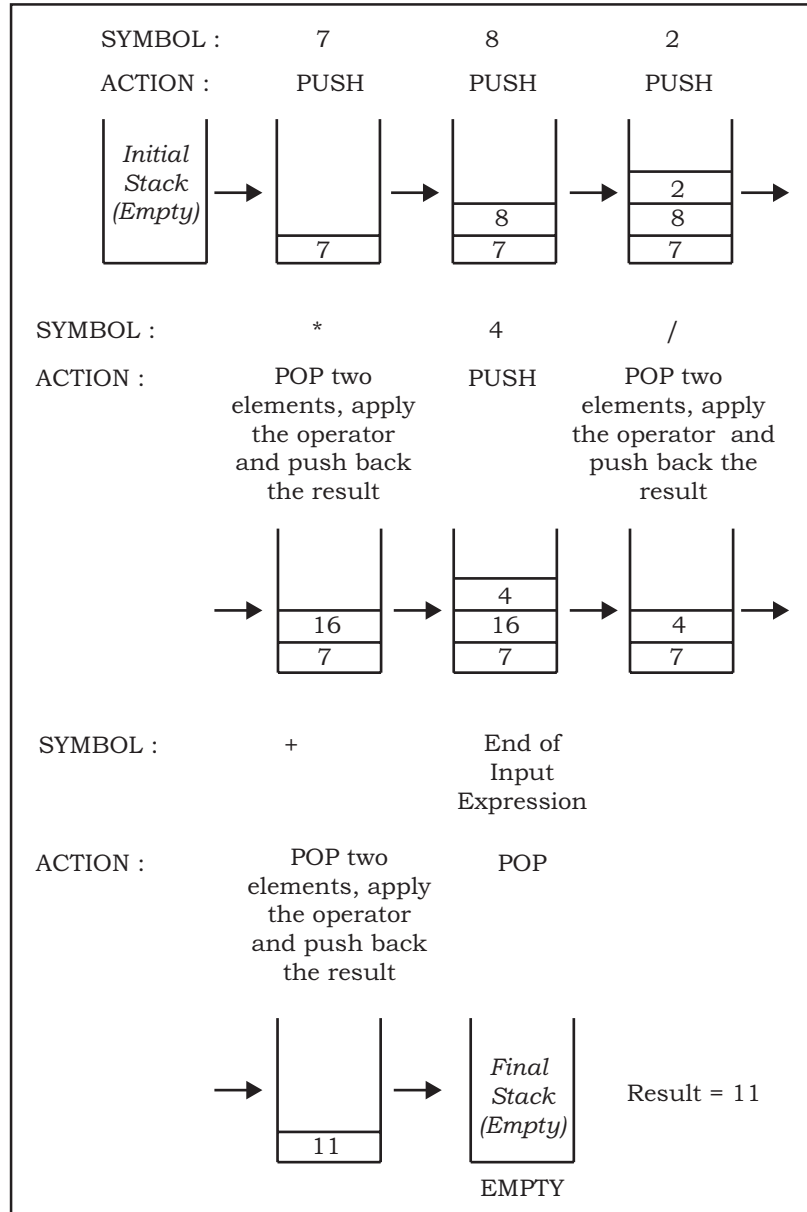 SYMBOL : 7 8 2
ACTION : PUSH PUSH PUSH
Initial
Stack
(Empty)
7
8
7
2
8
7
SYMBOL : * 4 /
ACTION : POP two elements, apply the operator and push back the result PUSH POP two elements, apply the operator and push back the result
16
7
4
16
7
4
7
SYMBOL : + End of Input Expression
ACTION : POP two elements, apply the operator and push back the result POP
11
Final
Stack
(Empty)
Result = 11
EMPTY